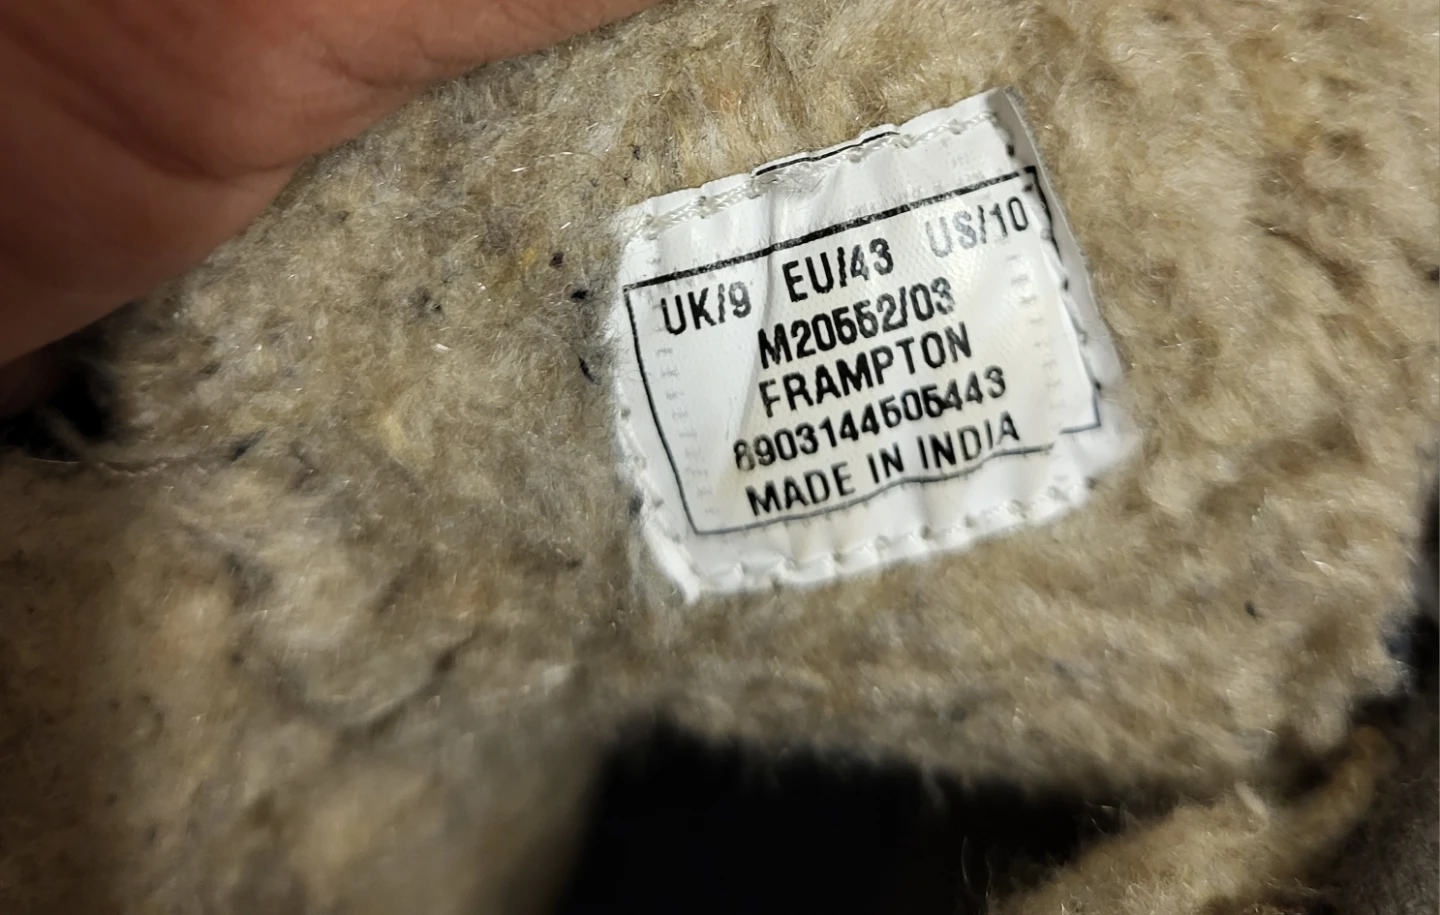 UK/9 EU/43 US/10
M20552/03
FRAMPTON
8903144505443
MADE IN INDIA